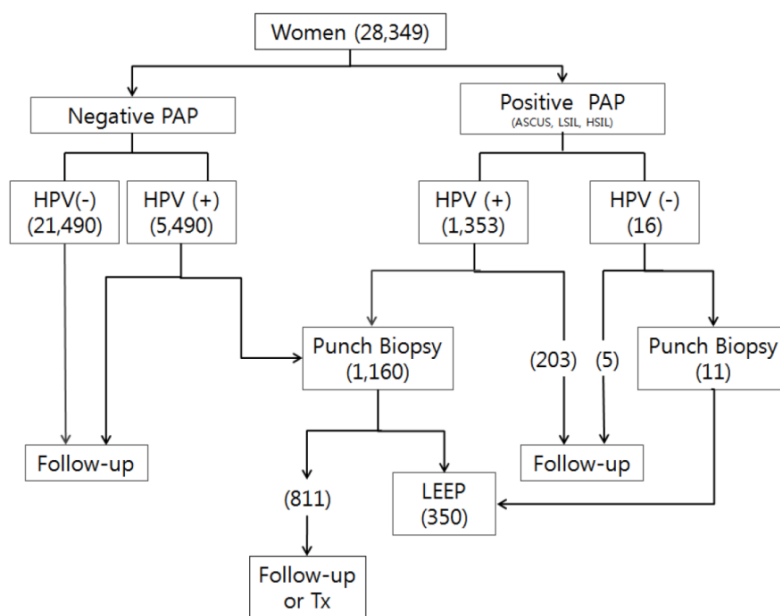 Women (28,349)
Negative PAP
Positive PAP
(ASCUS, LSIL, HSIL)
HPV(-)
(21,490)
HPV (+)
(5,490)
HPV (+)
(1,353)
HPV (-)
(16)
Punch Biopsy
(1,160)
(203)
(5)
Punch Biopsy
(11)
Follow-up
(811)
LEEP
(350)
Follow-up
Follow-up
or Tx